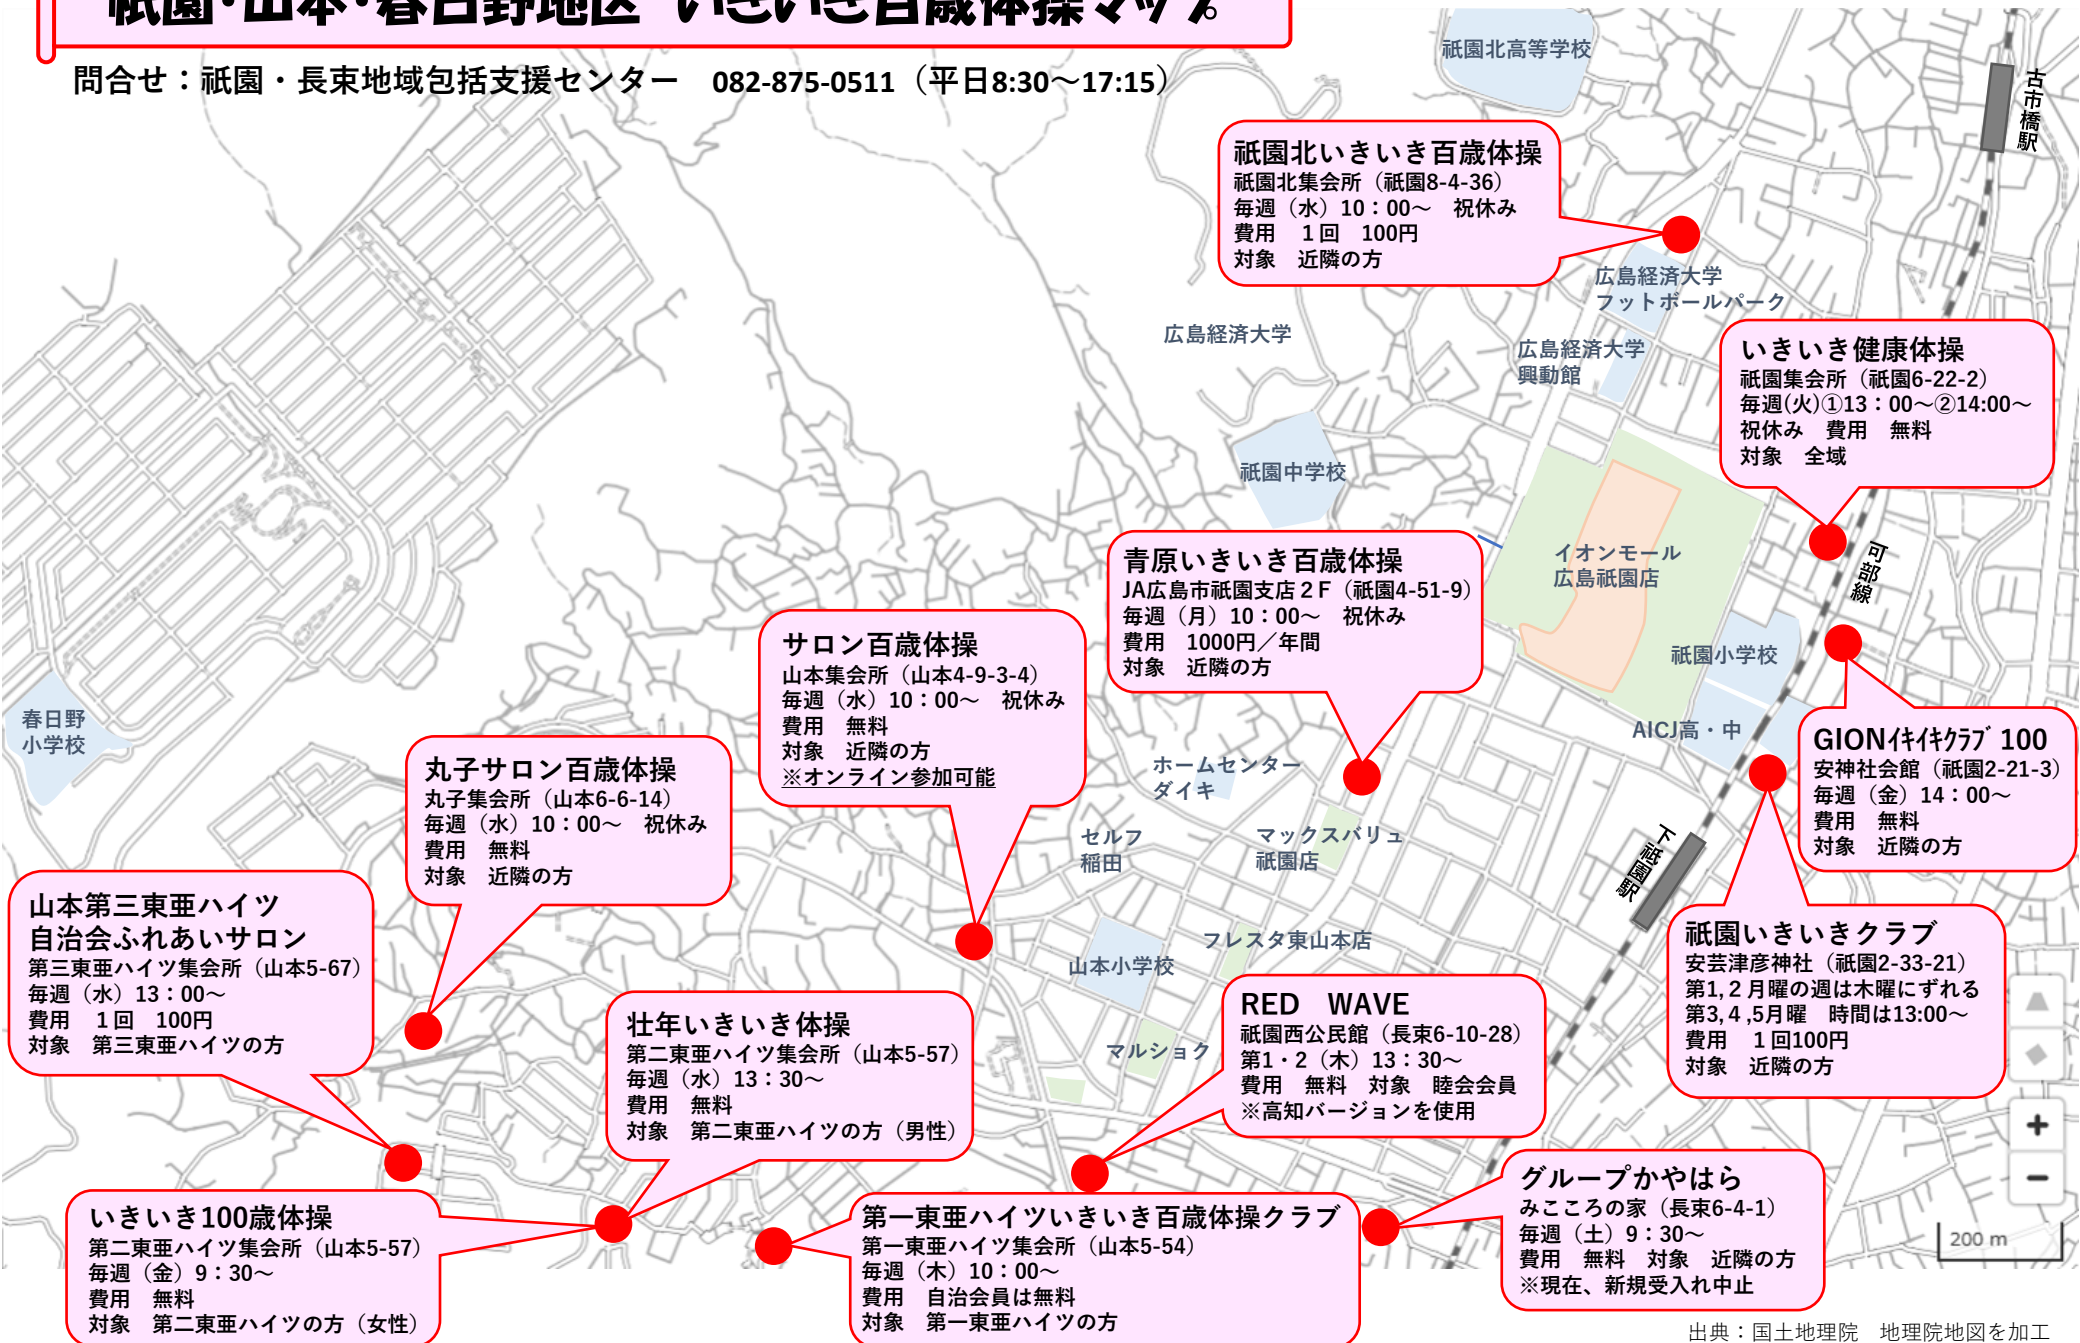 祇園・山本・春日野地区 いきいき百歳体操マップ
問合せ：祇園・長束地域包括支援センター　082-875-0511（平日8:30～17:15）
祇園北高等学校
古市橋駅
祇園北いきいき百歳体操
祇園北集会所（祇園8-4-36）
毎週（水）10：00～　祝休み
費用　1回　100円
対象　近隣の方
広島経済大学
フットボールパーク
広島経済大学
広島経済大学
興動館
いきいき健康体操
祇園集会所（祇園6-22-2）
毎週(火)①13：00～②14:00～
祝休み　費用　無料
対象　全域
祇園中学校
イオンモール
広島祇園店
可部線
青原いきいき百歳体操
JA広島市祇園支店２F（祇園4-51-9）
毎週（月）10：00～　祝休み
費用　1000円／年間
対象　近隣の方
サロン百歳体操
山本集会所（山本4-9-3-4）
毎週（水）10：00～　祝休み
費用　無料
対象　近隣の方
※オンライン参加可能
祇園小学校
AICJ高・中
春日野
小学校
GIONｲｷｲｷｸﾗﾌﾞ 100
安神社会館（祇園2-21-3）
毎週（金）14：00～
費用　無料
対象　近隣の方
丸子サロン百歳体操
丸子集会所（山本6-6-14）
毎週（水）10：00～　祝休み
費用　無料
対象　近隣の方
ホームセンター
ダイキ
セルフ
稲田
マックスバリュ
祇園店
下祇園駅
山本第三東亜ハイツ
自治会ふれあいサロン
第三東亜ハイツ集会所（山本5-67）
毎週（水）13：00～
費用　1回　100円
対象　第三東亜ハイツの方
フレスタ東山本店
山本小学校
祇園いきいきクラブ
安芸津彦神社（祇園2-33-21）
第1,２月曜の週は木曜にずれる
第3,４,5月曜　時間は13:00～
費用　１回100円
対象　近隣の方
壮年いきいき体操
第二東亜ハイツ集会所（山本5-57）
毎週（水）13：30～
費用　無料
対象　第二東亜ハイツの方（男性）
マルショク
RED　WAVE
祇園西公民館（長束6-10-28）
第1・2（木）13：30～
費用　無料　対象　睦会会員
※高知バージョンを使用
いきいき100歳体操
第二東亜ハイツ集会所（山本5-57）
毎週（金）9：30～
費用　無料
対象　第二東亜ハイツの方（女性）
第一東亜ハイツいきいき百歳体操クラブ
第一東亜ハイツ集会所（山本5-54）
毎週（木）10：00～
費用　自治会員は無料
対象　第一東亜ハイツの方
グループかやはら
みこころの家（長束6-4-1）
毎週（土）9：30～
費用　無料　対象　近隣の方
※現在、新規受入れ中止
+
−
200 m
出典：国土地理院　地理院地図を加工